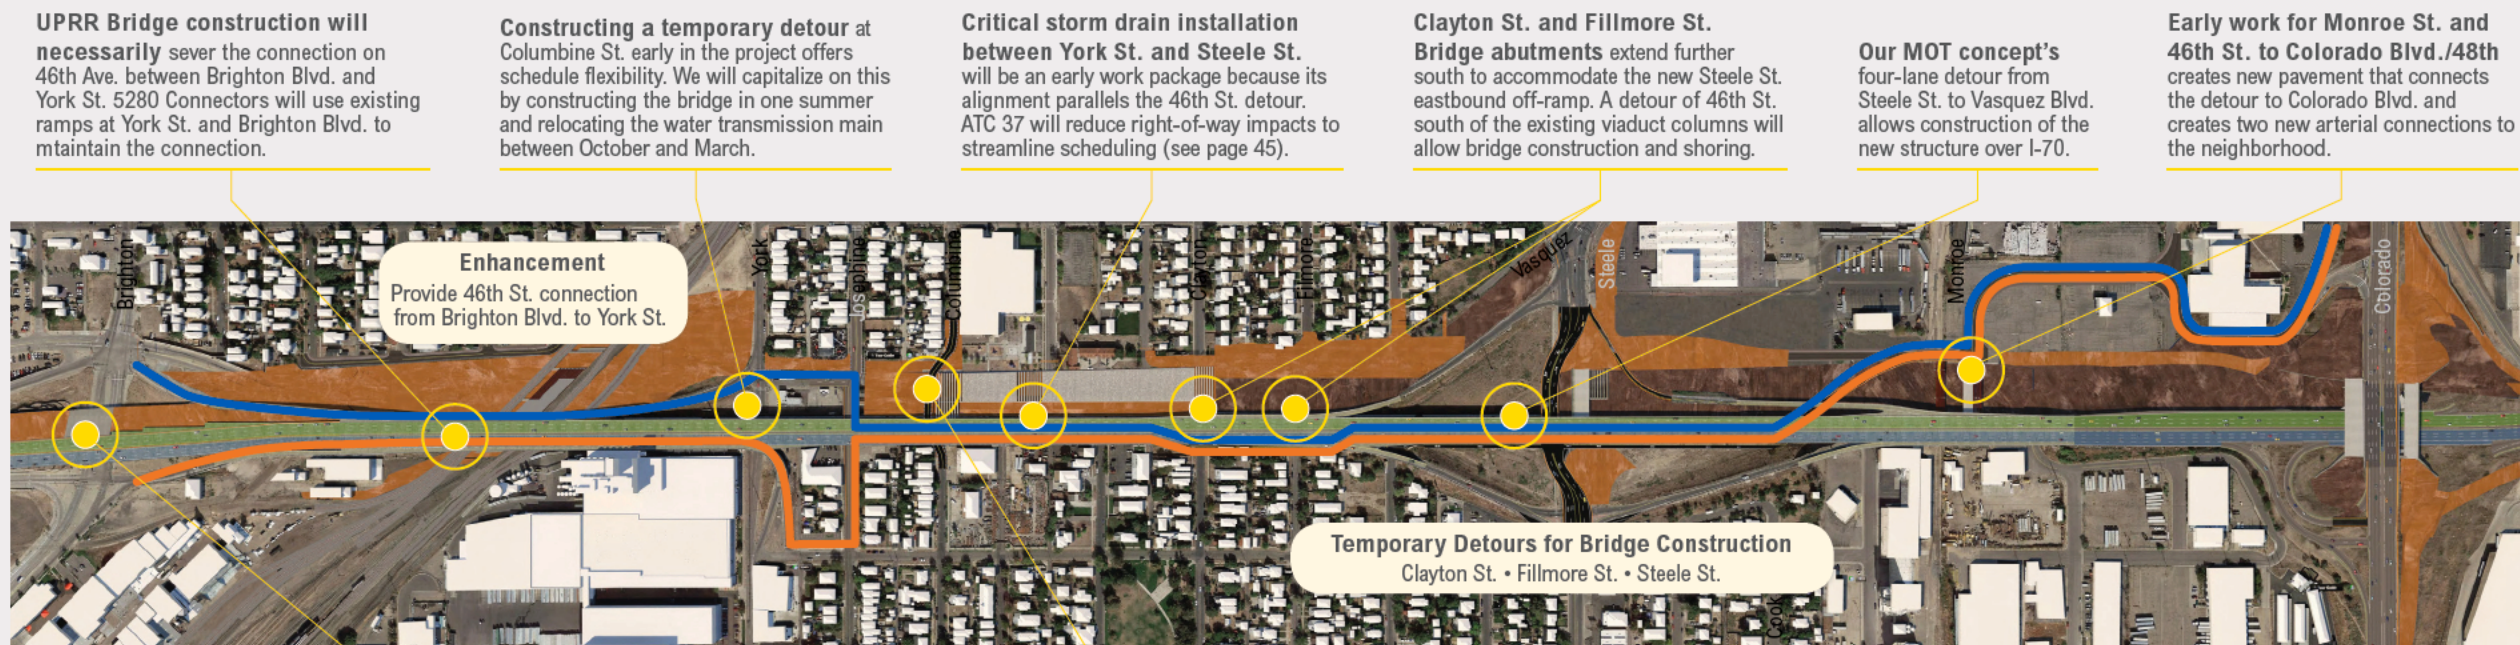 UPRR Bridge construction will
necessarily sever the connection on
46th Ave. between Brighton Blvd. and
York St. 5280 Connectors will use existing
ramps at York St. and Brighton Blvd. to
mtaintain the connection.
Constructing a temporary detour at
Columbine St. early in the project offers
schedule flexibility. We will capitalize on this
by constructing the bridge in one summer
and relocating the water transmission main
between October and March.
Critical storm drain installation
between York St. and Steele St.
will be an early work package because its
alignment parallels the 46th St. detour.
ATC 37 will reduce right-of-way impacts to
streamline scheduling (see page 45).
Clayton St. and Fillmore St.
Bridge abutments extend further
south to accommodate the new Steele St.
eastbound off-ramp. A detour of 46th St.
south of the existing viaduct columns will
allow bridge construction and shoring.
Our MOT concept's
four-lane detour from
Steele St. to Vasquez Blvd.
allows construction of the
new structure over I-70.
Early work for Monroe St. and
46th St. to Colorado Blvd./48th
creates new pavement that connects
the detour to Colorado Blvd. and
creates two new arterial connections to
the neighborhood.
Brighton
Enhancement
Provide 46th St. connection
from Brighton Blvd. to York St.
York
Josephine
Columbine
Clayton
Fillmore
Vasquez
Steele
Monroe
Colorado
Temporary Detours for Bridge Construction
Clayton St. • Fillmore St. • Steele St.
Cook